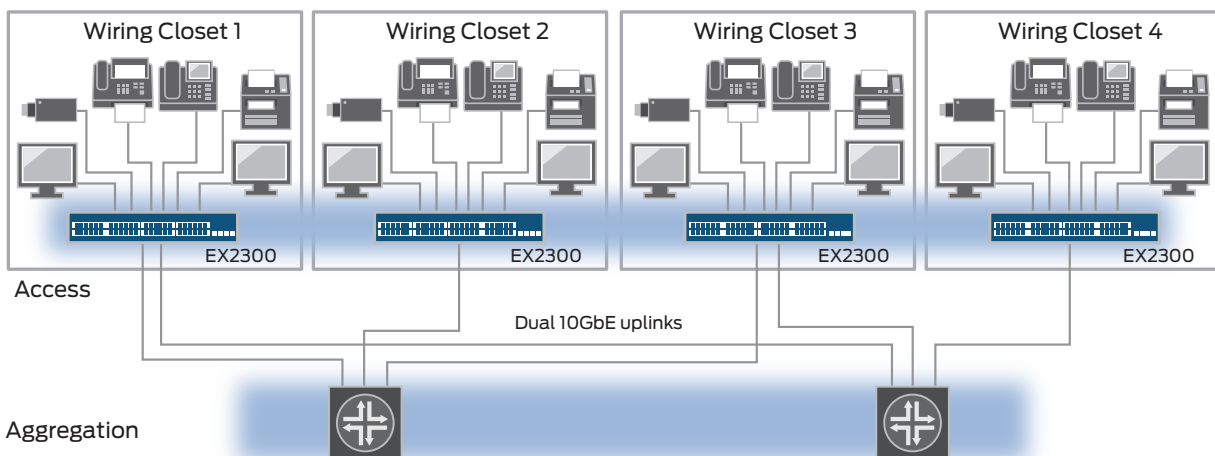 Wiring Closet 1
Wiring Closet 2
Wiring Closet 3
Wiring Closet 4
EX2300
EX2300
EX2300
EX2300
Access
Dual 10GbE uplinks
Aggregation